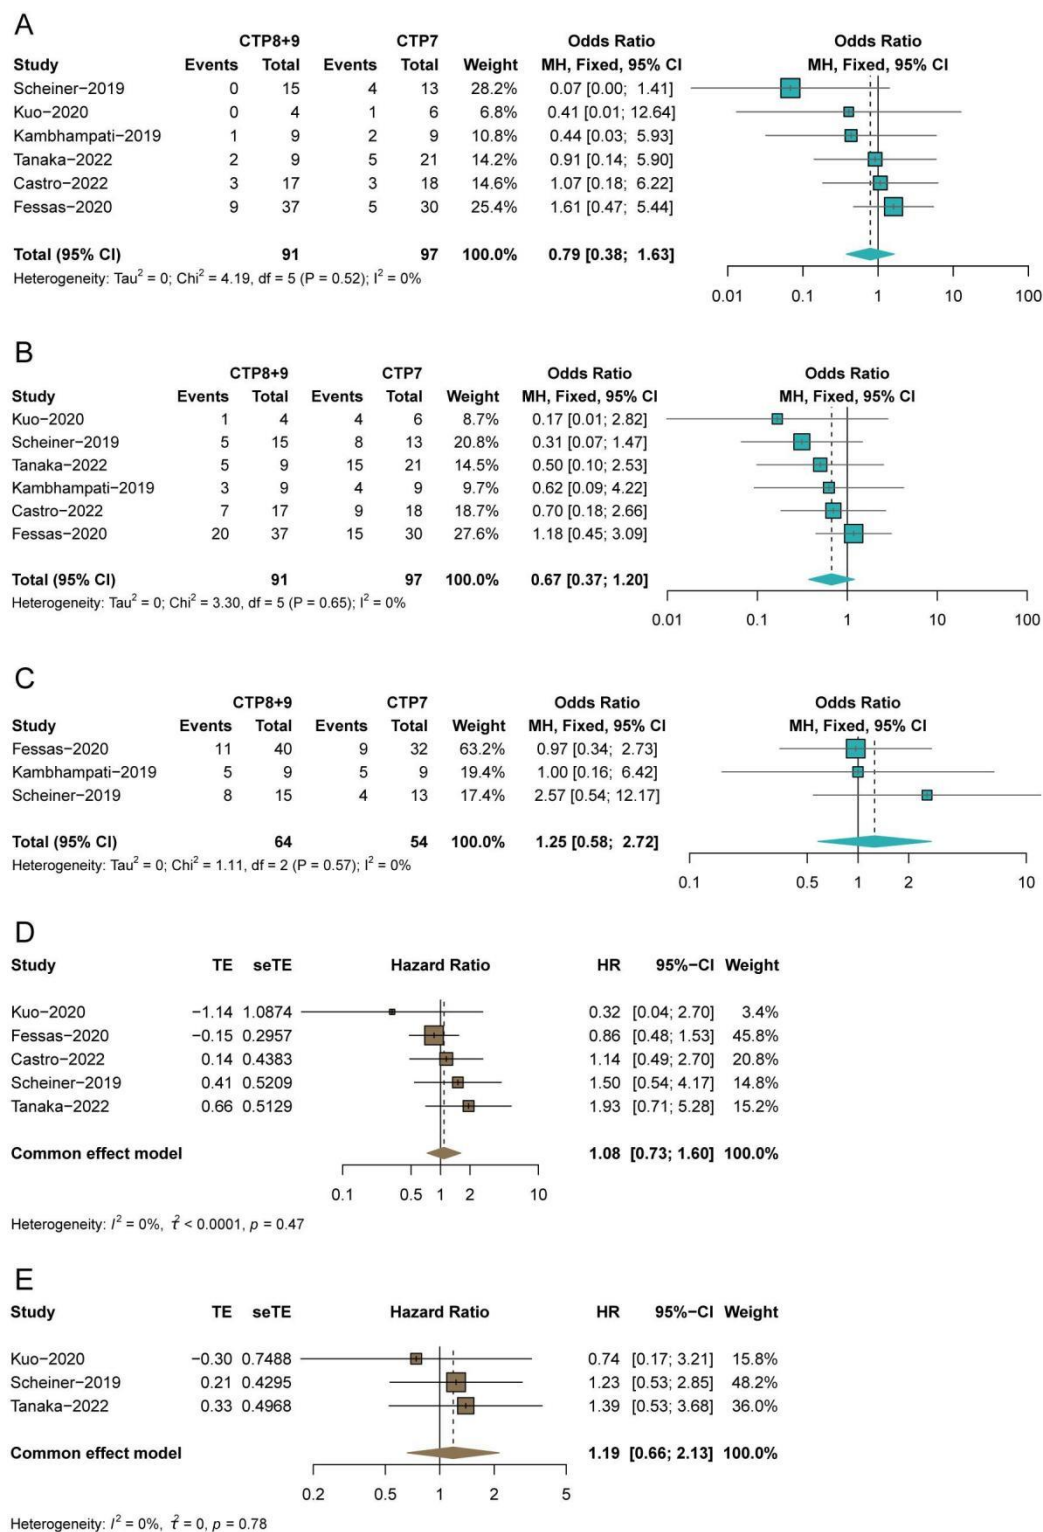 A
CTP8+9 CTP7 Odds Ratio Odds Ratio
Study Events Total Events Total Weight MH, Fixed, 95% CI MH, Fixed, 95% CI
Scheiner−2019 0 15 4 13 28.2% 0.07 [0.00; 1.41]
Kuo−2020 0 4 1 6 6.8% 0.41 [0.01; 12.64]
Kambhampati−2019 1 9 2 9 10.8% 0.44 [0.03; 5.93]
Tanaka−2022 2 9 5 21 14.2% 0.91 [0.14; 5.90]
Castro−2022 3 17 3 18 14.6% 1.07 [0.18; 6.22]
Fessas−2020 9 37 5 30 25.4% 1.61 [0.47; 5.44]
Total (95% CI) 91 97 100.0% 0.79 [0.38; 1.63]
Heterogeneity: Tau² = 0; Chi² = 4.19, df = 5 (P = 0.52); I² = 0%
0.01 0.1 1 10 100
B
CTP8+9 CTP7 Odds Ratio Odds Ratio
Study Events Total Events Total Weight MH, Fixed, 95% CI MH, Fixed, 95% CI
Kuo−2020 1 4 4 6 8.7% 0.17 [0.01; 2.82]
Scheiner−2019 5 15 8 13 20.8% 0.31 [0.07; 1.47]
Tanaka−2022 5 9 15 21 14.5% 0.50 [0.10; 2.53]
Kambhampati−2019 3 9 4 9 9.7% 0.62 [0.09; 4.22]
Castro−2022 7 17 9 18 18.7% 0.70 [0.18; 2.66]
Fessas−2020 20 37 15 30 27.6% 1.18 [0.45; 3.09]
Total (95% CI) 91 97 100.0% 0.67 [0.37; 1.20]
Heterogeneity: Tau² = 0; Chi² = 3.30, df = 5 (P = 0.65); I² = 0%
0.01 0.1 1 10 100
C
CTP8+9 CTP7 Odds Ratio Odds Ratio
Study Events Total Events Total Weight MH, Fixed, 95% CI MH, Fixed, 95% CI
Fessas−2020 11 40 9 32 63.2% 0.97 [0.34; 2.73]
Kambhampati−2019 5 9 5 9 19.4% 1.00 [0.16; 6.42]
Scheiner−2019 8 15 4 13 17.4% 2.57 [0.54; 12.17]
Total (95% CI) 64 54 100.0% 1.25 [0.58; 2.72]
Heterogeneity: Tau² = 0; Chi² = 1.11, df = 2 (P = 0.57); I² = 0%
0.1 0.5 1 2 10
D
Study TE seTE Hazard Ratio HR 95%−CI Weight
Kuo−2020 −1.14 1.0874 0.32 [0.04; 2.70] 3.4%
Fessas−2020 −0.15 0.2957 0.86 [0.48; 1.53] 45.8%
Castro−2022 0.14 0.4383 1.14 [0.49; 2.70] 20.8%
Scheiner−2019 0.41 0.5209 1.50 [0.54; 4.17] 14.8%
Tanaka−2022 0.66 0.5129 1.93 [0.71; 5.28] 15.2%
Common effect model 1.08 [0.73; 1.60] 100.0%
0.1 0.5 1 2 10
Heterogeneity: I² = 0%, τ̂² < 0.0001, p = 0.47
E
Study TE seTE Hazard Ratio HR 95%−CI Weight
Kuo−2020 −0.30 0.7488 0.74 [0.17; 3.21] 15.8%
Scheiner−2019 0.21 0.4295 1.23 [0.53; 2.85] 48.2%
Tanaka−2022 0.33 0.4968 1.39 [0.53; 3.68] 36.0%
Common effect model 1.19 [0.66; 2.13] 100.0%
0.2 0.5 1 2 5
Heterogeneity: I² = 0%, τ̂² = 0, p = 0.78